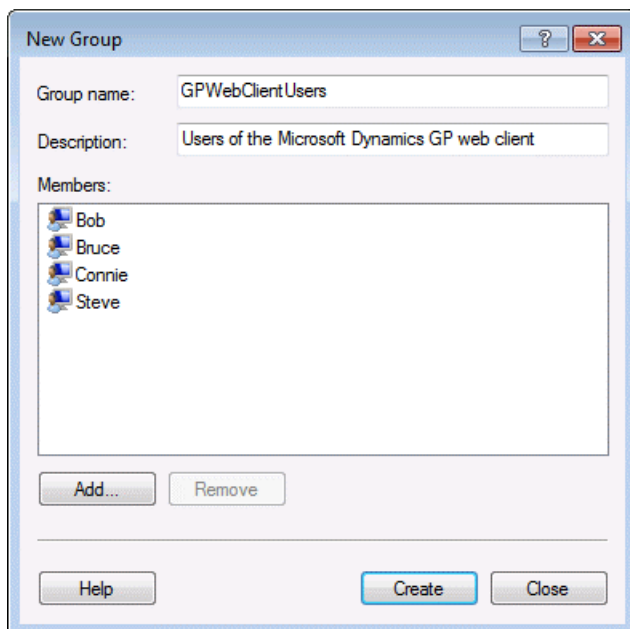 New Group
?
Group name: GPWebClientUsers
Description: Users of the Microsoft Dynamics GP web client
Members:
Bob
Bruce
Connie
Steve
Add... Remove
Help Create Close